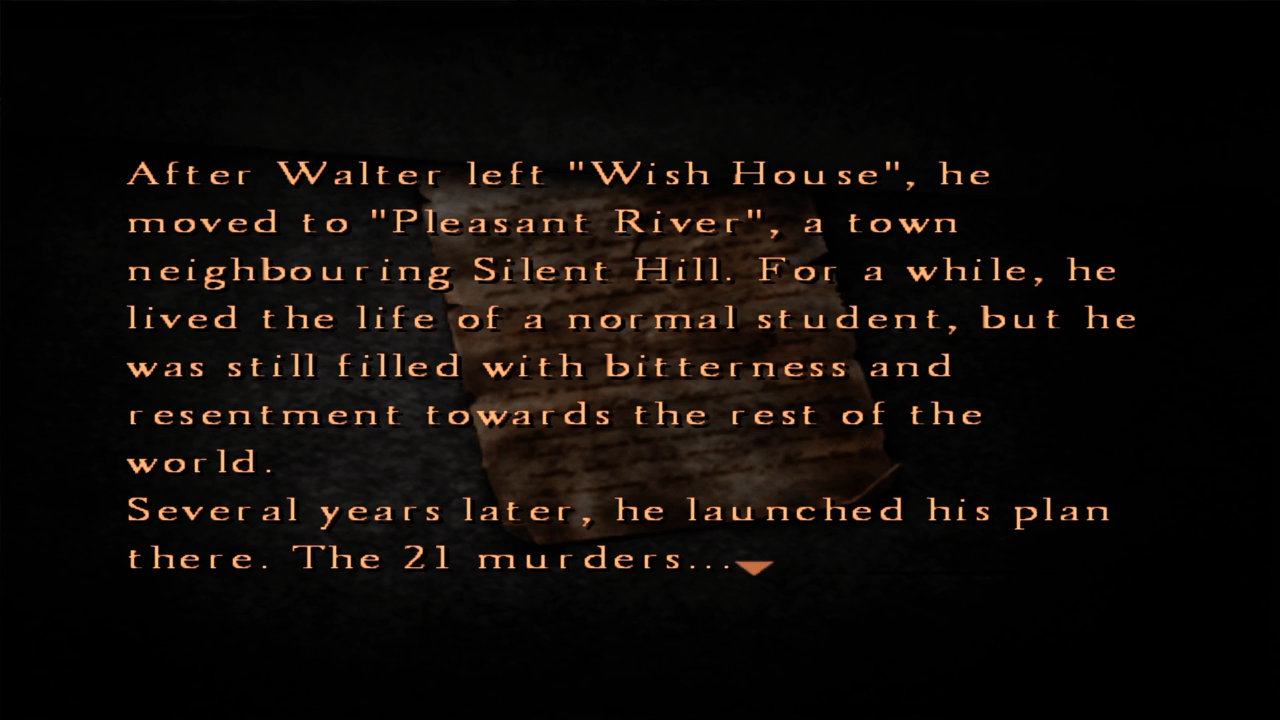 After Walter left "Wish House", he
moved to "Pleasant River", a town
neighbouring Silent Hill. For a while, he
lived the life of a normal student, but he
was still filled with bitterness and
resentment towards the rest of the
world.
Several years later, he launched his plan
there. The 21 murders...